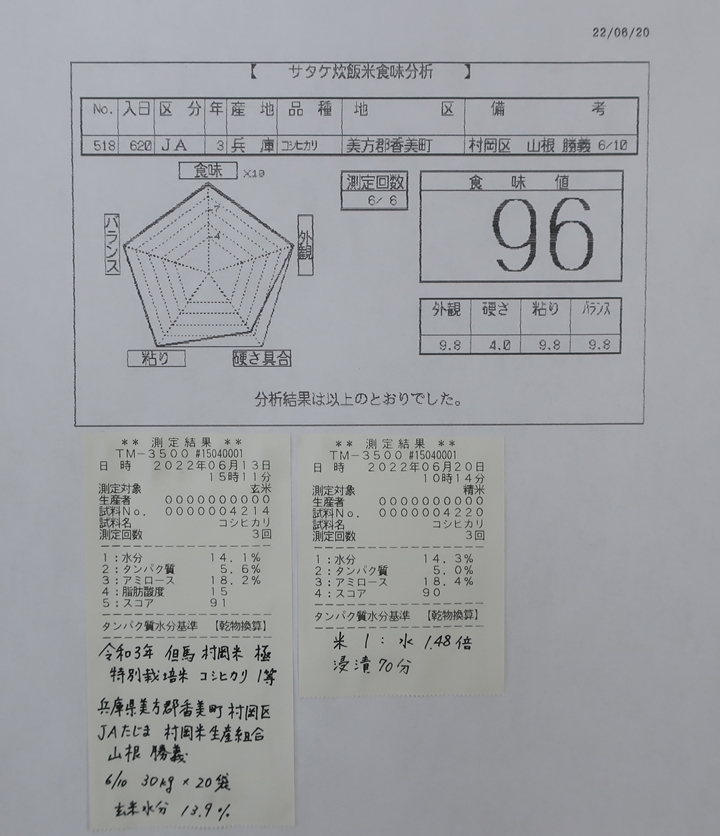 22/06/20
【 サタケ炊飯米食味分析 】
No. 入日 区 分 年 産 地 品 種 地 区 備 考
518 620 JA 3 兵 庫 コシヒカリ 美方郡香美町 村岡区 山根 勝義 6/10
食味 ×10
7
4
バランス
外観
粘り
硬さ具合
測定回数
6/ 6
食 味 値
96
外観 硬さ 粘り バランス
9.8 4.0 9.8 9.8
分析結果は以上のとおりでした。
** 測定結果 **
TM-3500 #15040001
日 時 2022年06月13日
15時11分
測定対象 玄米
生産者 0000000000
試料No. 0000004214
試料名 コシヒカリ
測定回数 3回
1:水分 14.1%
2:タンパク質 5.6%
3:アミロース 18.2%
4:脂肪酸度 15
5:スコア 91
タンパク質水分基準 【乾物換算】
令和3年 但馬 村岡米 極
特別栽培米 コシヒカリ 1等
兵庫県美方郡香美町村岡区
JAたじま 村岡米生産組合
山根 勝義
6/10 30kg × 20袋
玄米水分 13.9%
** 測定結果 **
TM-3500 #15040001
日 時 2022年06月20日
10時14分
測定対象 精米
生産者 0000000000
試料No. 0000004220
試料名 コシヒカリ
測定回数 3回
1:水分 14.3%
2:タンパク質 5.0%
3:アミロース 18.4%
4:スコア 90
タンパク質水分基準 【乾物換算】
米 1 : 水 1.48倍
浸漬 70分